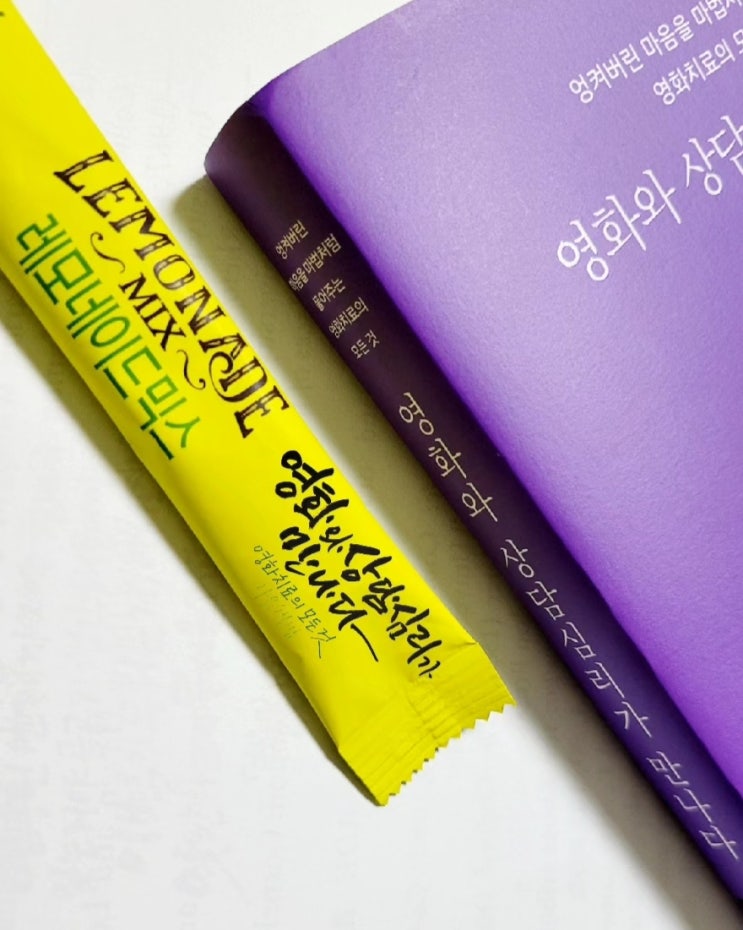 LEMONADE
MIX
레모네이드믹스
영화와 상담심리가
만나다
영화치료의 모든것
엉켜버린 마음을 마법처
영화치료의 모
영화와 상담
엉켜버린
마음을 마법처럼
풀어주는
영화치료의
모든 것
영화와 상담심리가 만나다